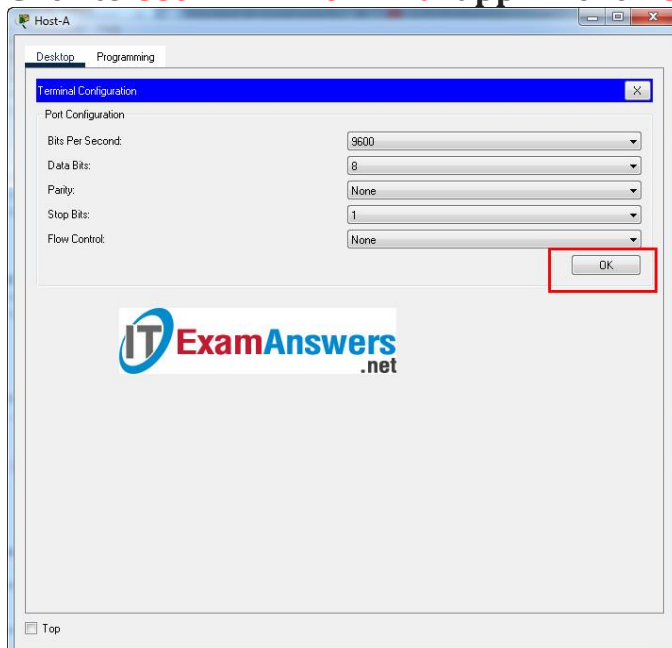 Host-A
Desktop Programming
Terminal Configuration X
Port Configuration
Bits Per Second: 9600
Data Bits: 8
Parity: None
Stop Bits: 1
Flow Control: None
OK
IT ExamAnswers
.net
Top